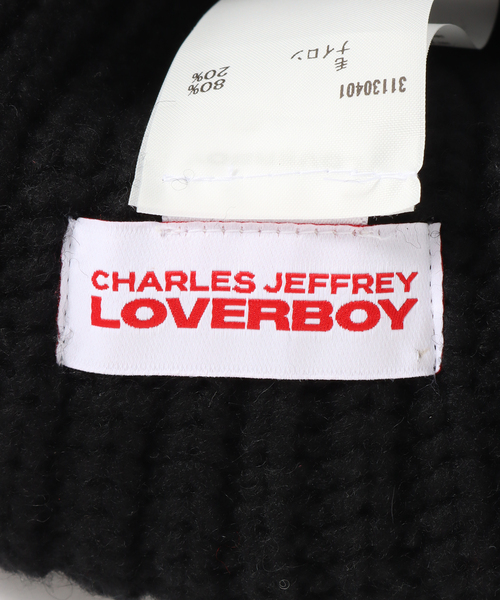 31130401
毛 80%
ナイロン 20%
CHARLES JEFFREY
LOVERBOY